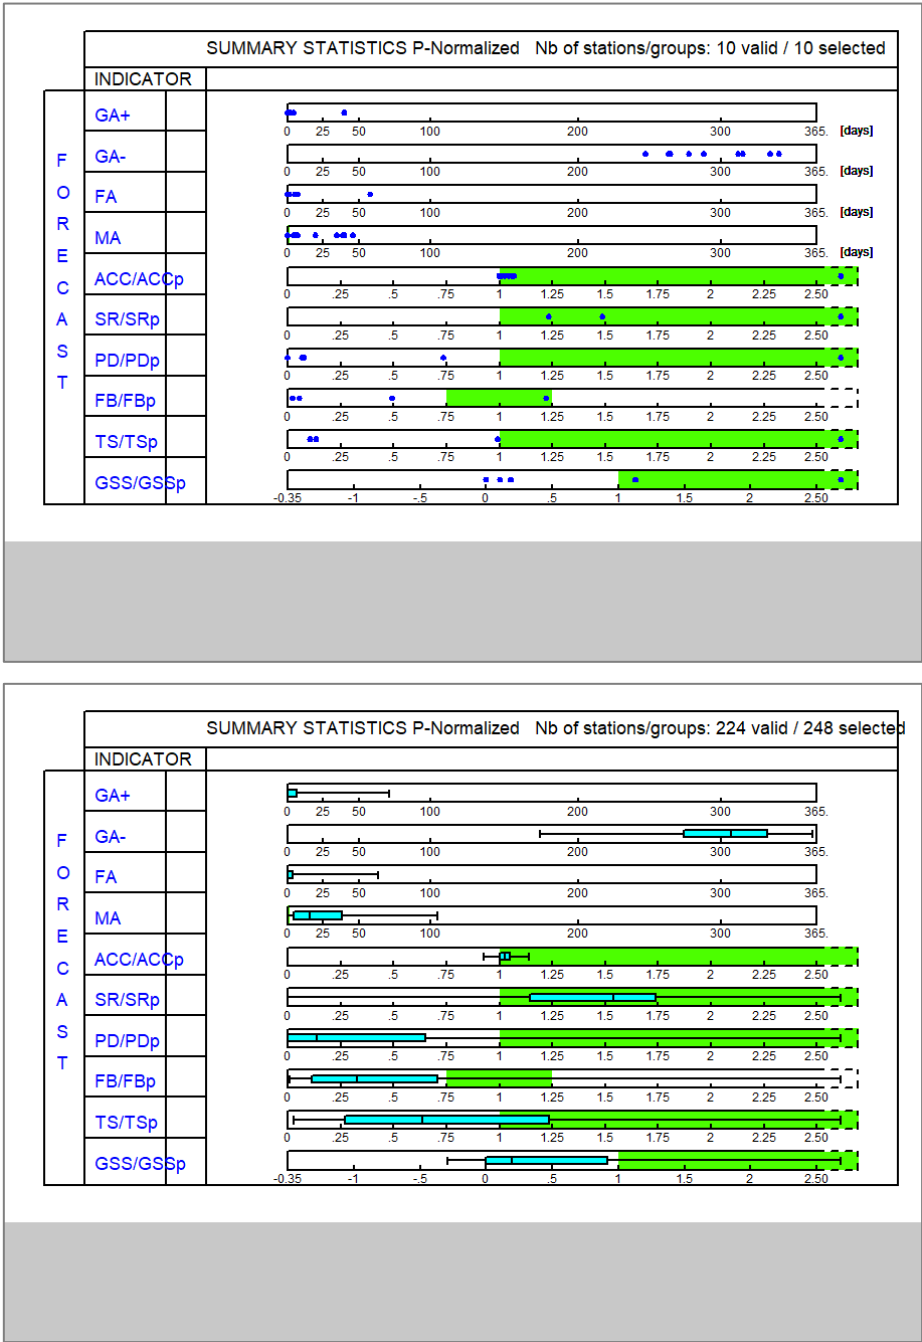 SUMMARY STATISTICS P-Normalized Nb of stations/groups: 10 valid / 10 selected
INDICATOR
FORECAST
GA+
0 25 50 100 200 300 365. [days]
GA-
0 25 50 100 200 300 365. [days]
FA
0 25 50 100 200 300 365. [days]
MA
0 25 50 100 200 300 365. [days]
ACC/ACCp
0 .25 .5 .75 1 1.25 1.5 1.75 2 2.25 2.50
SR/SRp
0 .25 .5 .75 1 1.25 1.5 1.75 2 2.25 2.50
PD/PDp
0 .25 .5 .75 1 1.25 1.5 1.75 2 2.25 2.50
FB/FBp
0 .25 .5 .75 1 1.25 1.5 1.75 2 2.25 2.50
TS/TSp
0 .25 .5 .75 1 1.25 1.5 1.75 2 2.25 2.50
GSS/GSSp
-0.35 -1 -.5 0 .5 1 1.5 2 2.50
SUMMARY STATISTICS P-Normalized Nb of stations/groups: 224 valid / 248 selected
INDICATOR
FORECAST
GA+
0 25 50 100 200 300 365.
GA-
0 25 50 100 200 300 365.
FA
0 25 50 100 200 300 365.
MA
0 25 50 100 200 300 365.
ACC/ACCp
0 .25 .5 .75 1 1.25 1.5 1.75 2 2.25 2.50
SR/SRp
0 .25 .5 .75 1 1.25 1.5 1.75 2 2.25 2.50
PD/PDp
0 .25 .5 .75 1 1.25 1.5 1.75 2 2.25 2.50
FB/FBp
0 .25 .5 .75 1 1.25 1.5 1.75 2 2.25 2.50
TS/TSp
0 .25 .5 .75 1 1.25 1.5 1.75 2 2.25 2.50
GSS/GSSp
-0.35 -1 -.5 0 .5 1 1.5 2 2.50